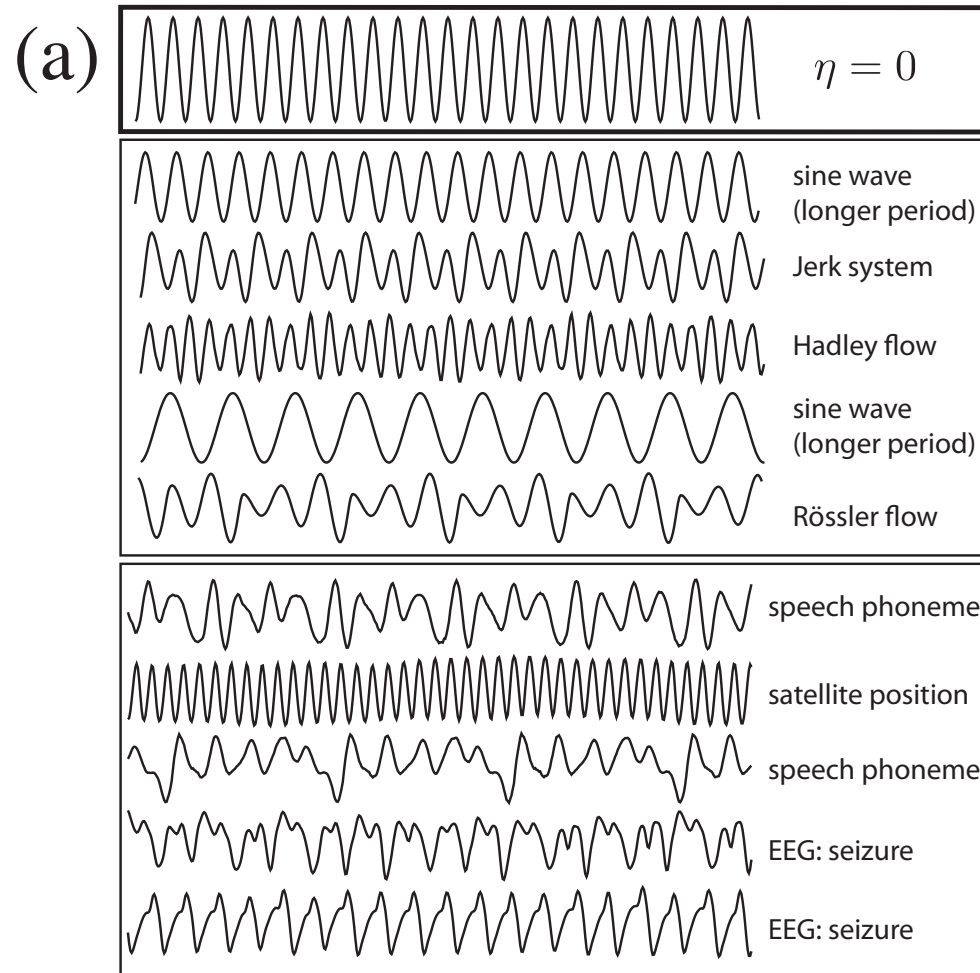 (a)
η = 0
sine wave
(longer period)
Jerk system
Hadley flow
sine wave
(longer period)
Rössler flow
speech phoneme
satellite position
speech phoneme
EEG: seizure
EEG: seizure